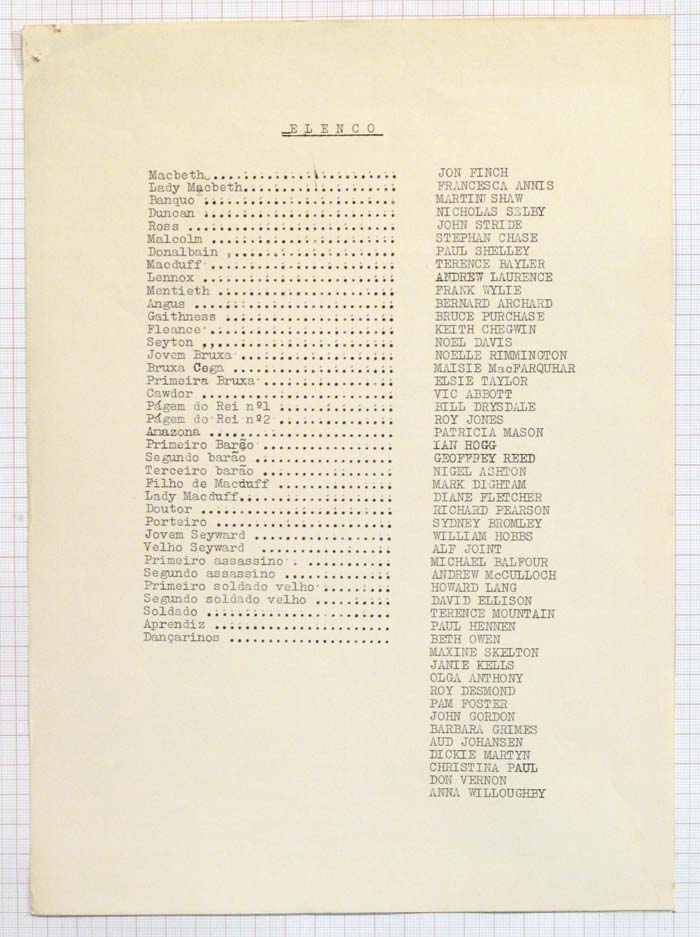 ELENCO
Macbeth........................ JON FINCH
Lady Macbeth.................... FRANCESCA ANNIS
Banquo ........................ MARTIN SHAW
Duncan ........................ NICHOLAS SELBY
Ross .......................... JOHN STRIDE
Malcolm ....................... STEPHAN CHASE
Donalbain ..................... PAUL SHELLEY
Macduff ....................... TERENCE BAYLER
Lennox ........................ ANDREW LAURENCE
Mentieth ...................... FRANK WYLIE
Angus ......................... BERNARD ARCHARD
Gaithness ..................... BRUCE PURCHASE
Fleance ....................... KEITH CHEGWIN
Seyton ,,...................... NOEL DAVIS
Jovem Bruxa ................... NOELLE RIMMINGTON
Bruxa Cega .................... MAISIE MacFARQUHAR
Primeira Bruxa ................ ELSIE TAYLOR
Cawdor ........................ VIC ABBOTT
Págem do Rei nº1 .............. BILL DRYSDALE
Págem do Rei nº2 .............. ROY JONES
Amazona ....................... PATRICIA MASON
Primeiro Barão ................ IAN HOGG
Segundo barão ................. GEOFFREY REED
Terceiro barão ................ NIGEL ASHTON
Filho de Macduff .............. MARK DIGHTAM
Lady Macduff................... DIANE FLETCHER
Doutor ........................ RICHARD PEARSON
Porteiro ...................... SYDNEY BROMLEY
Jovem Seyward ................. WILLIAM HOBBS
Velho Seyward ................. ALF JOINT
Primeiro assassino ............ MICHAEL BALFOUR
Segundo assassino ............. ANDREW McCULLOCH
Primeiro soldado velho ........ HOWARD LANG
Segundo soldado velho ......... DAVID ELLISON
Soldado ....................... TERENCE MOUNTAIN
Aprendiz ...................... PAUL HENNEN
Dançarinos .................... BETH OWEN
MAXINE SKELTON
JANIE KELLS
OLGA ANTHONY
ROY DESMOND
PAM FOSTER
JOHN GORDON
BARBARA GRIMES
AUD JOHANSEN
DICKIE MARTYN
CHRISTINA PAUL
DON VERNON
ANNA WILLOUGHBY